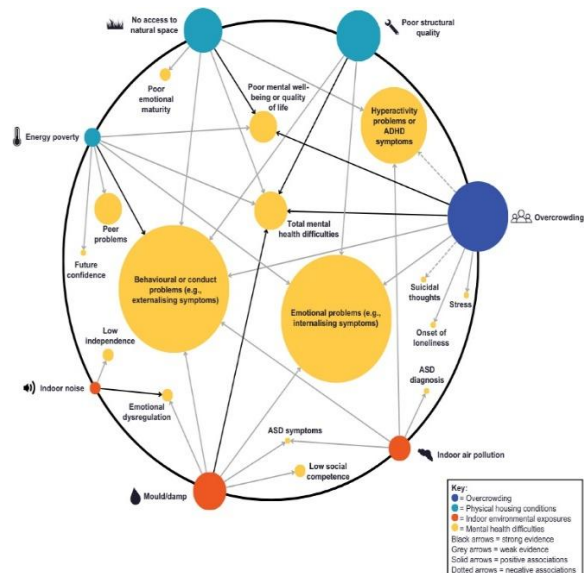 No access to
natural space
Poor structural
quality
Poor
emotional
maturity
Poor mental well-
being or quality
of life
Hyperactivity
problems or
ADHD
symptoms
Energy poverty
Overcrowding
Peer
problems
Total mental
health difficulties
Future
confidence
Behavioural or conduct
problems (e.g.,
externalising symptoms)
Emotional problems (e.g.,
internalising symptoms)
Suicidal
thoughts
Stress
Onset of
loneliness
Low
independence
ASD
diagnosis
Indoor noise
Emotional
dysregulation
ASD symptoms
Indoor air pollution
Low social
competence
Mould/damp
Key:
= Overcrowding
= Physical housing conditions
= Indoor environmental exposures
= Mental health difficulties
Black arrows = strong evidence
Grey arrows = weak evidence
Solid arrows = positive associations
Dotted arrows = negative associations